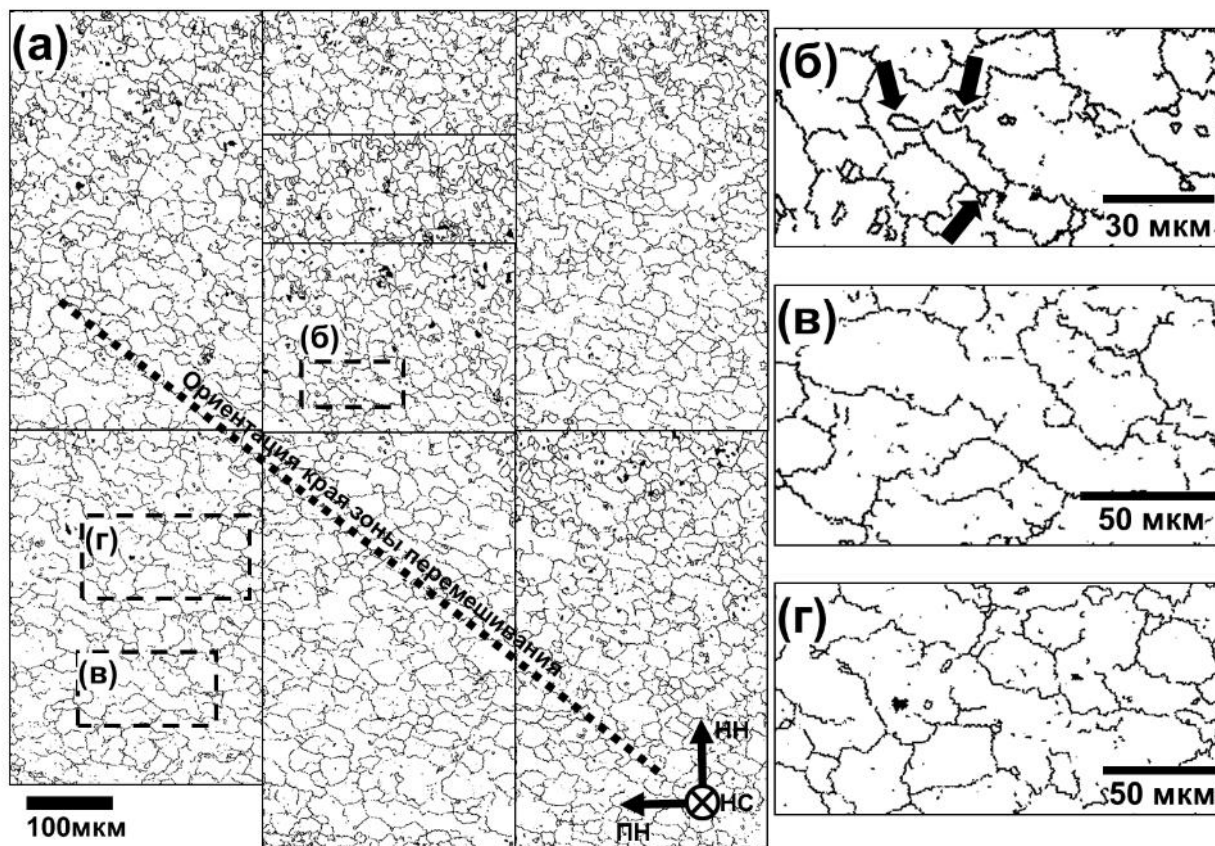 (а)
(б)
Ориентация края зоны перемешивания
(г)
(в)
НН
НС
ПН
100мкм
(б)
30 мкм
(в)
50 мкм
(г)
50 мкм